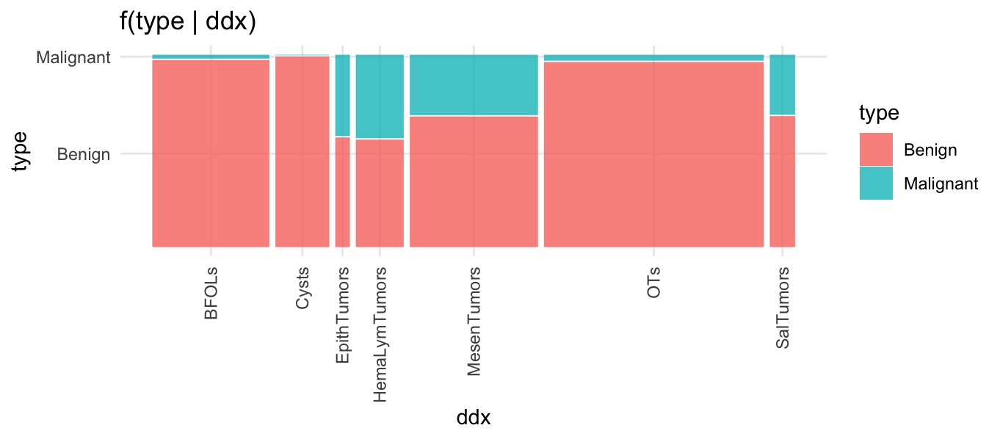 f(type | ddx)
Malignant
Benign
type
BFOLs
Cysts
EpithTumors
HemaLymTumors
MesenTumors
OTs
SalTumors
ddx
type
Benign
Malignant